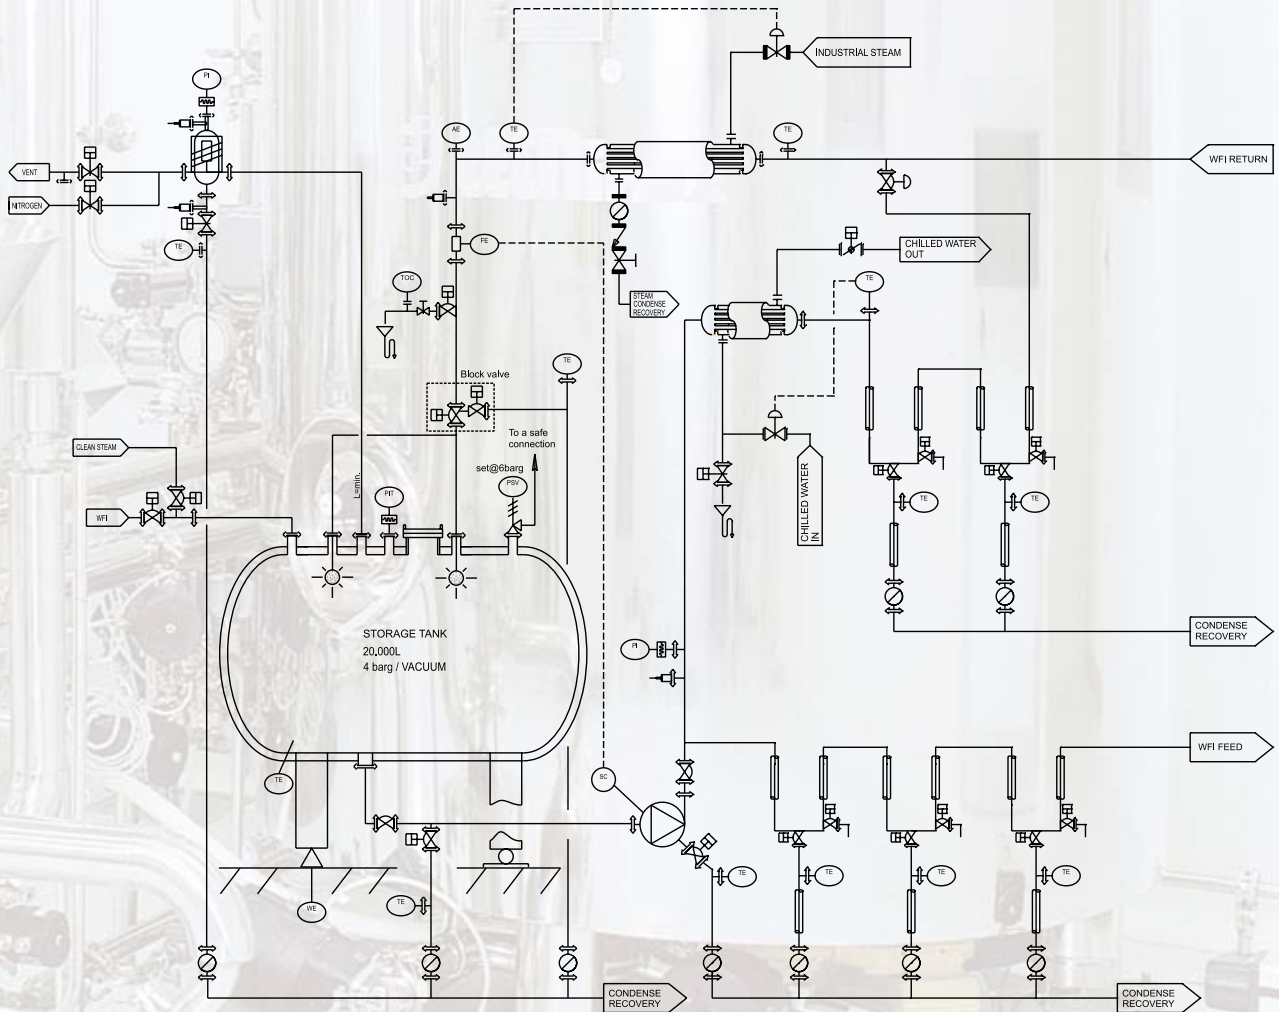 INDUSTRIAL STEAM
PI
AE
TE
TE
WFI RETURN
VENT
NITROGEN
TE
FE
CHILLED WATER
OUT
TOC
TE
STEAM
CONDENSE
RECOVERY
TE
Block valve
To a safe
connection
CLEAN STEAM
set@6barg
L=min.
PIT
PSV
WFI
CHILLED WATER
IN
TE
TE
STORAGE TANK
20.000L
4 barg / VACUUM
PI
CONDENSE
RECOVERY
WFI FEED
TE
SC
TE
TE
TE
TE
TE
WE
CONDENSE
RECOVERY
CONDENSE
RECOVERY